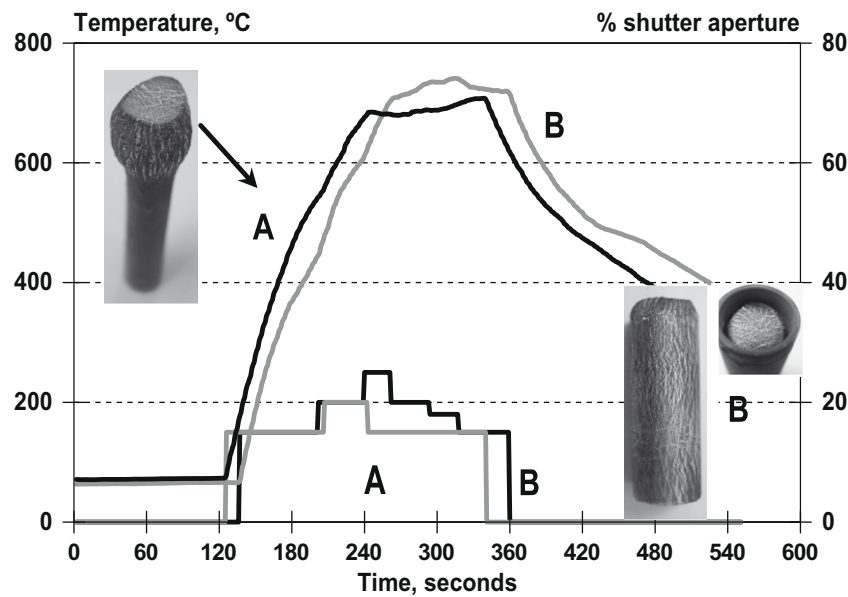 Temperature, ºC % shutter aperture
800 80
600 60
400 40
200 20
0 0
A
B
A
B
B
0 60 120 180 240 300 360 420 480 540 600
Time, seconds